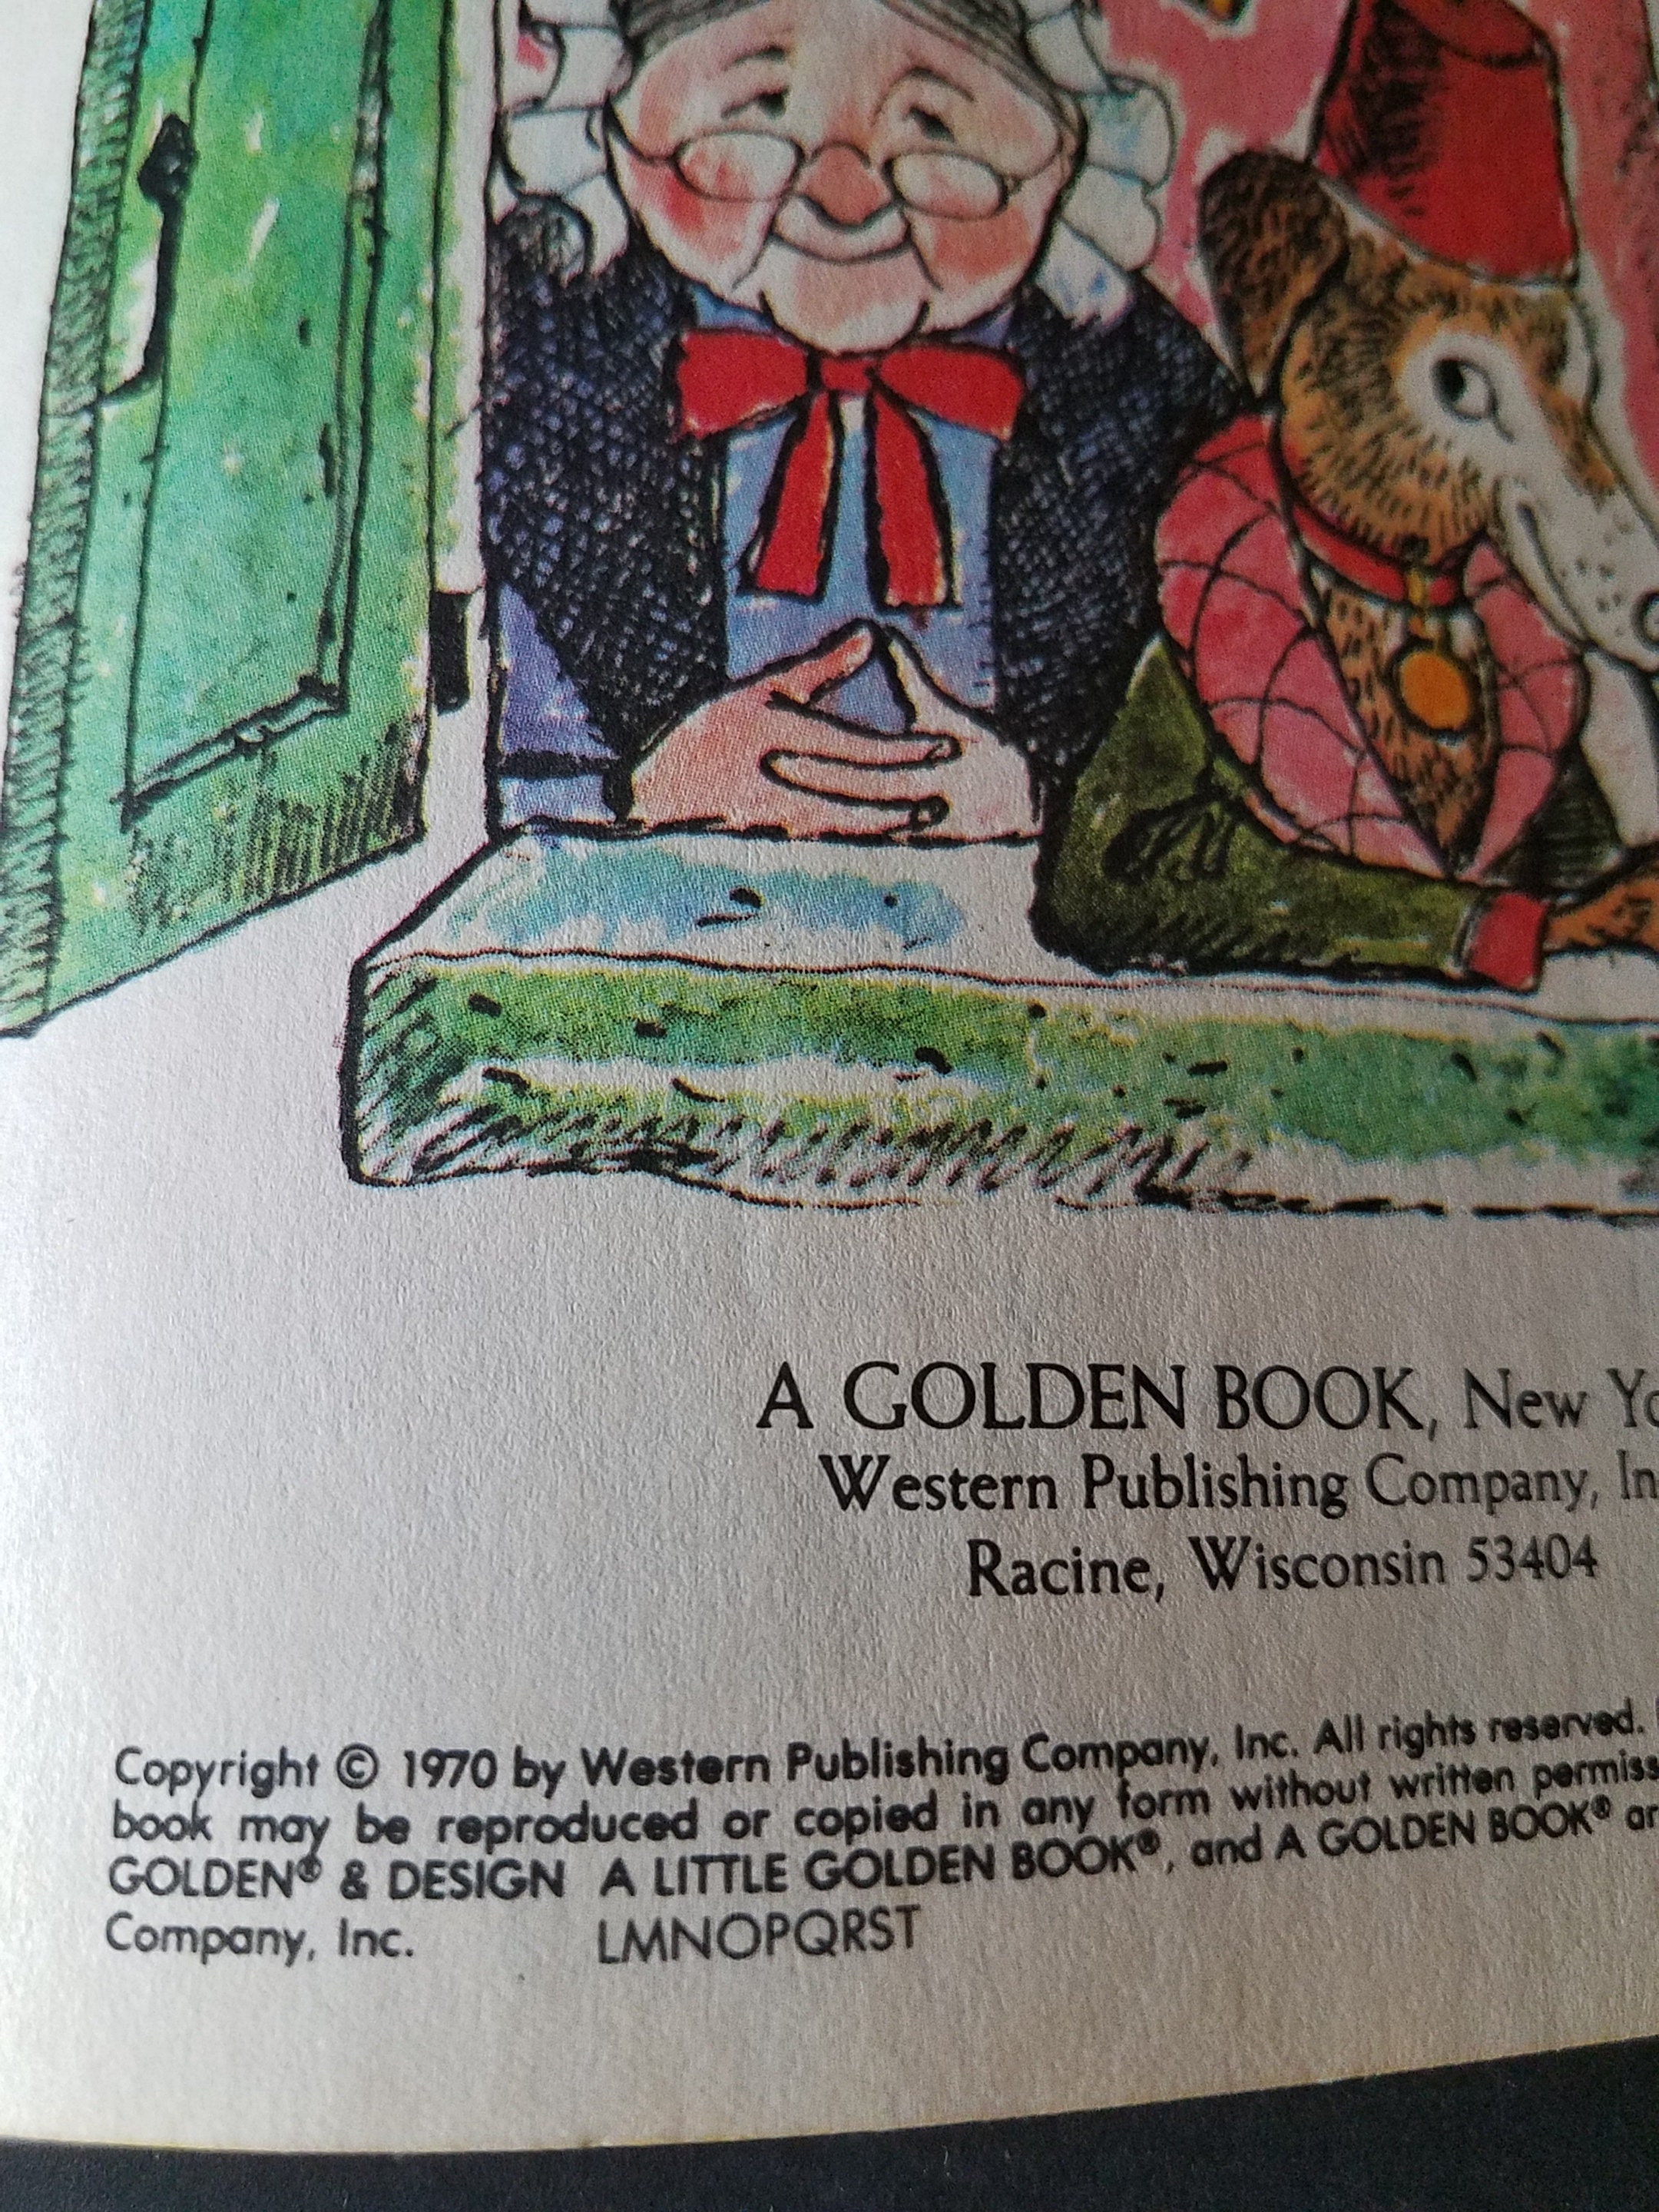 A GOLDEN BOOK, New
Western Publishing Company,
Racine, Wisconsin 53404
Copyright © 1970 by Western Publishing Company, Inc. All rights reserved.
book may be reproduced or copied in any form without written
GOLDEN® & DESIGN A LITTLE GOLDEN BOOK®, and A GOLDEN BOOK®
Company, Inc. LMNOPQRST